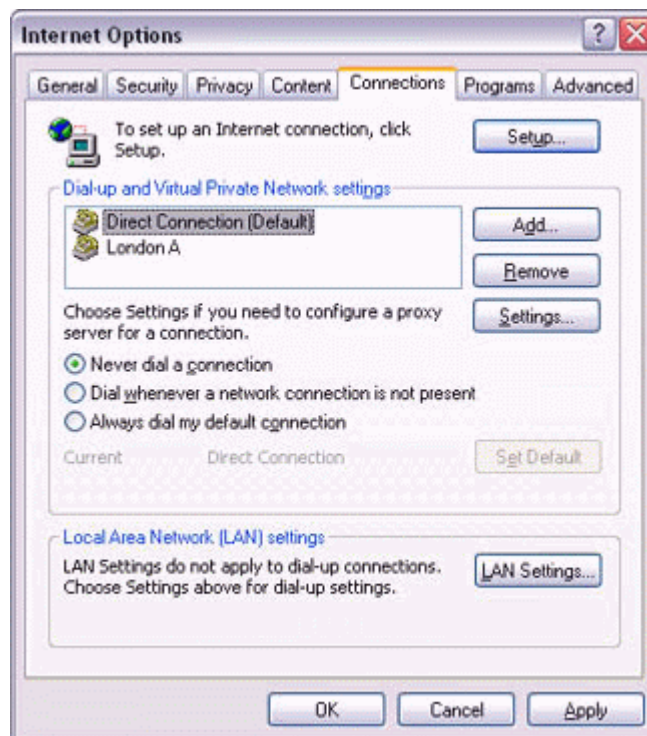 Internet Options
General Security Privacy Content Connections Programs Advanced
To set up an Internet connection, click
Setup.
Setup...
Dial-up and Virtual Private Network settings
Direct Connection (Default)
London A
Add...
Remove
Choose Settings if you need to configure a proxy
server for a connection.
Settings...
Never dial a connection
Dial whenever a network connection is not present
Always dial my default connection
Current Direct Connection Set Default
Local Area Network (LAN) settings
LAN Settings do not apply to dial-up connections.
Choose Settings above for dial-up settings.
LAN Settings...
OK Cancel Apply